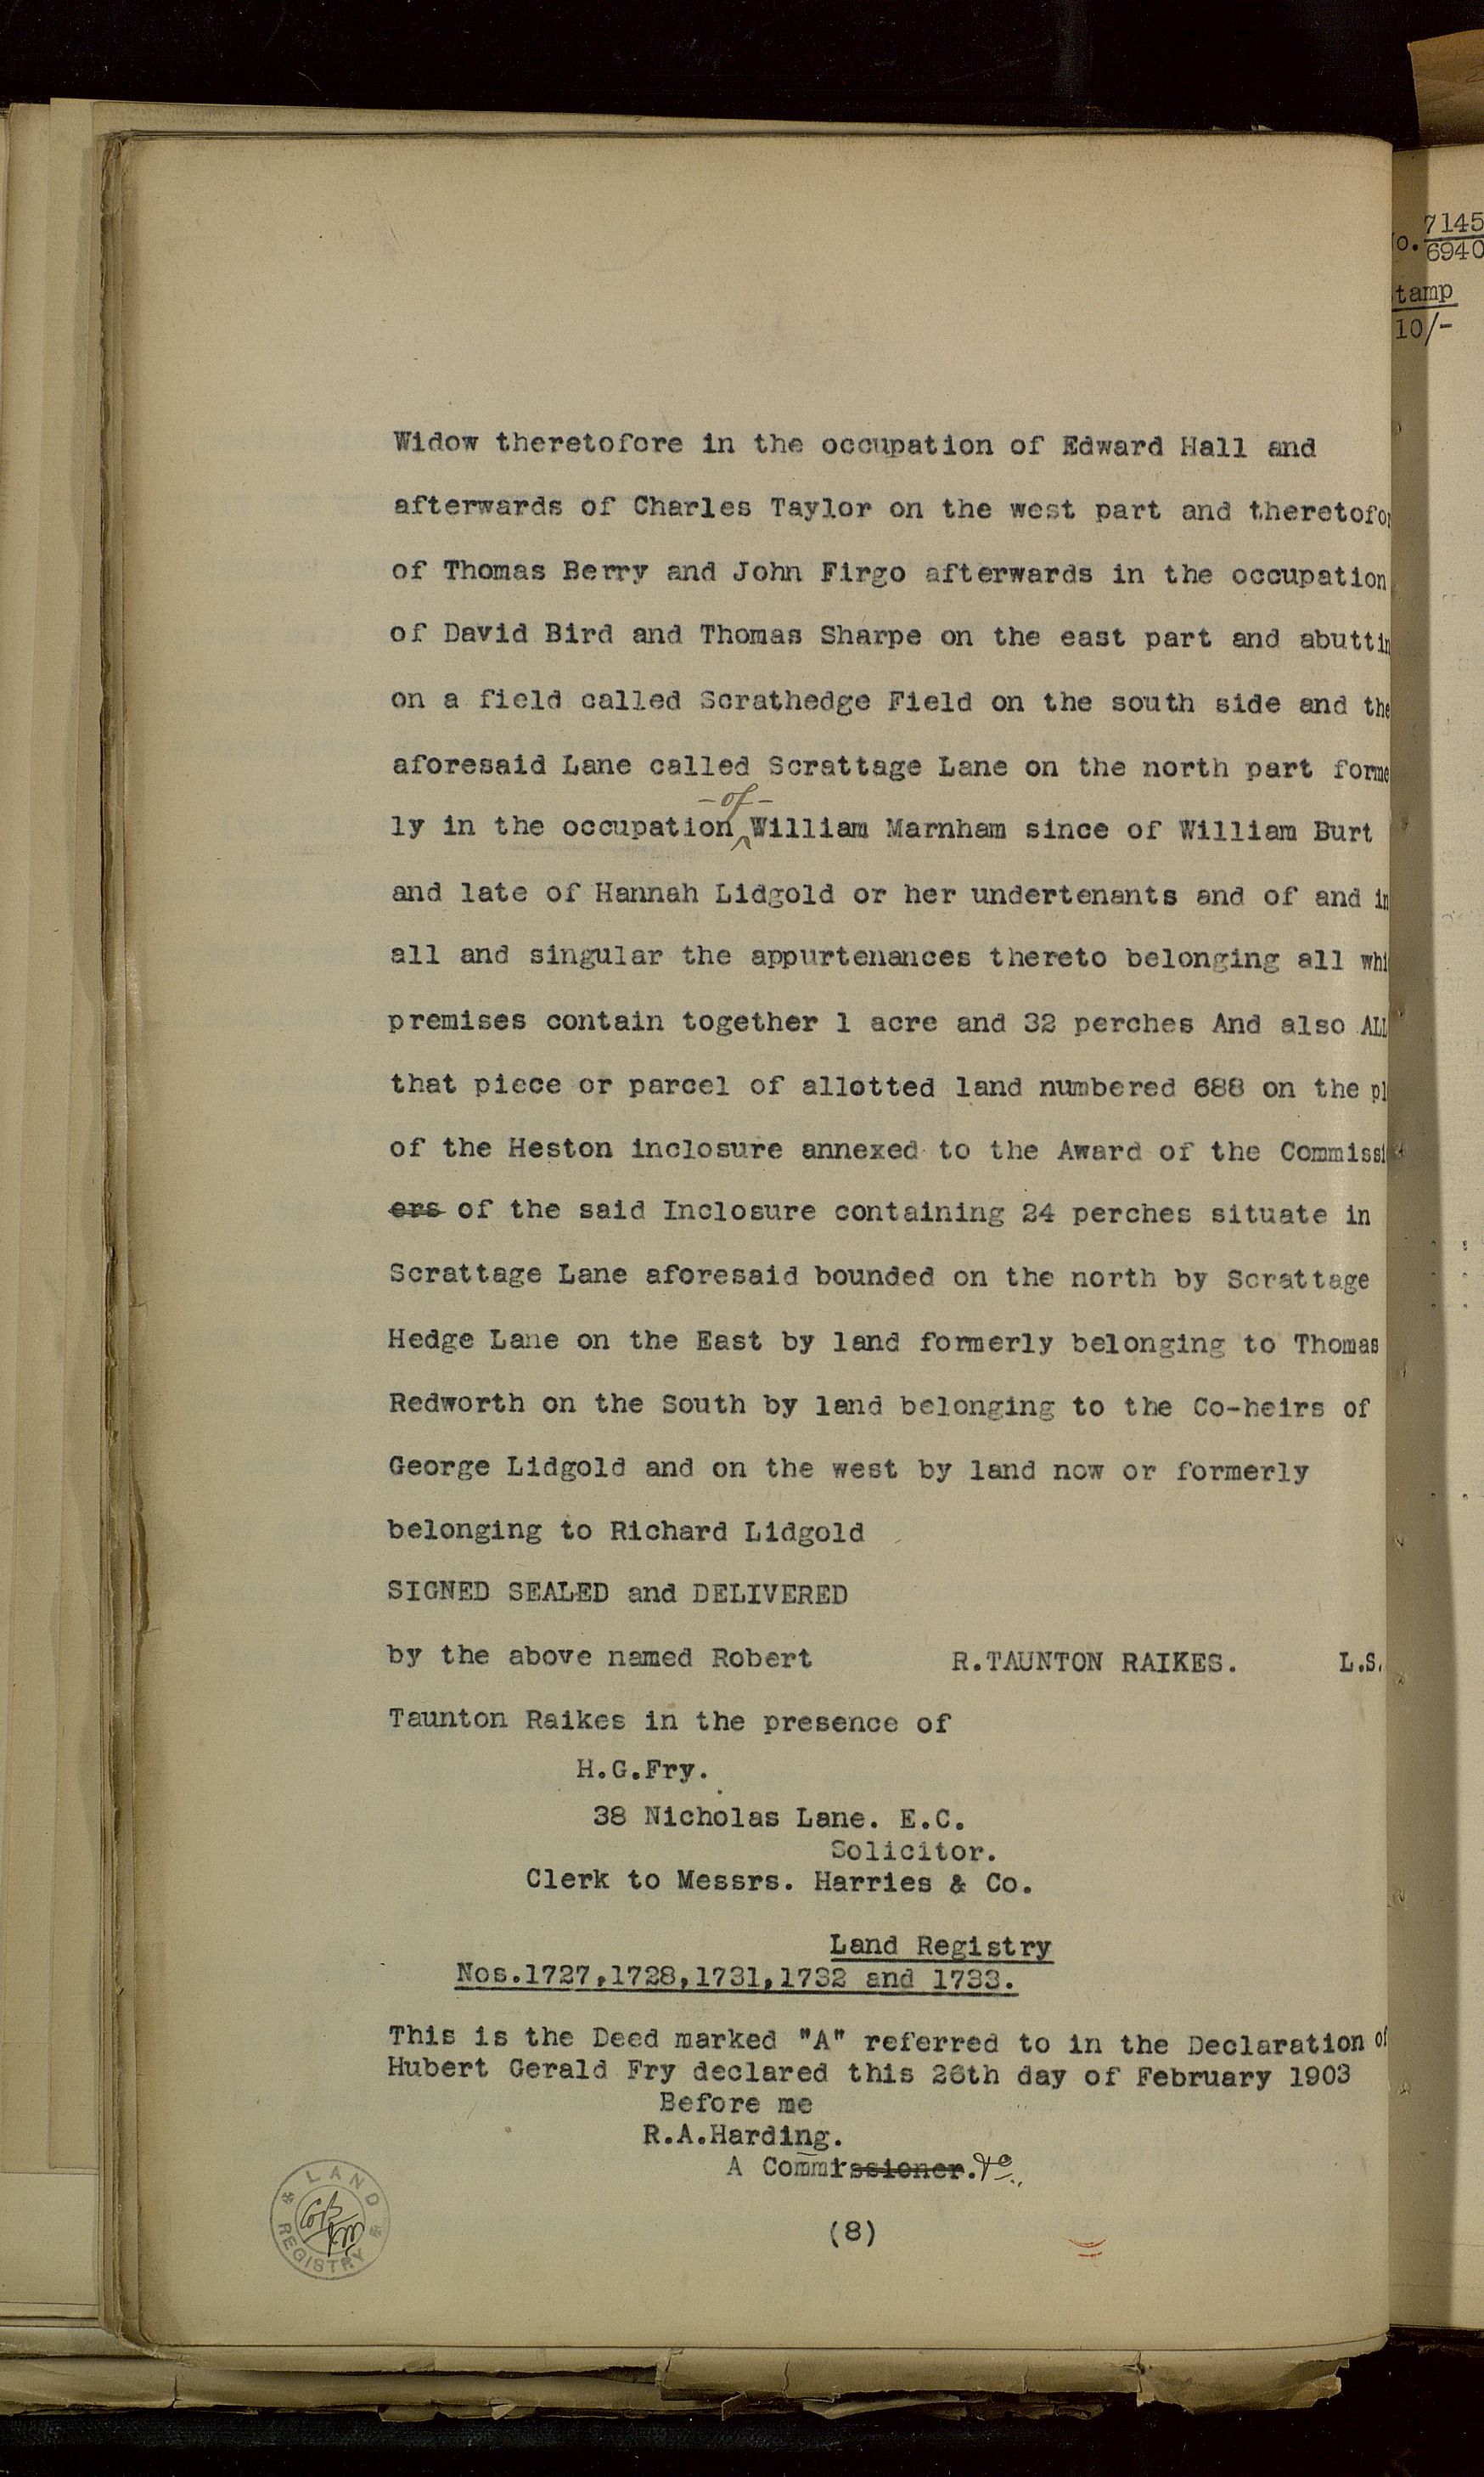 Widow theretofore in the occupation of Edward Hall and
afterwards of Charles Taylor on the west part and theretofor
of Thomas Berry and John Firgo afterwards in the occupation
of David Bird and Thomas Sharpe on the east part and abuttin
on a field called Scrathedge Field on the south side and the
aforesaid Lane called Scrattage Lane on the north part forme
-of-
ly in the occupation William Marnham since of William Burt
and late of Hannah Lidgold or her undertenants and of and in
all and singular the appurtenances thereto belonging all whi
premises contain together 1 acre and 32 perches And also ALL
that piece or parcel of allotted land numbered 688 on the pl
of the Heston inclosure annexed to the Award of the Commissi
ers of the said Inclosure containing 24 perches situate in
Scrattage Lane aforesaid bounded on the north by Scrattage
Hedge Lane on the East by land formerly belonging to Thomas
Redworth on the South by land belonging to the Co-heirs of
George Lidgold and on the west by land now or formerly
belonging to Richard Lidgold
SIGNED SEALED and DELIVERED
by the above named Robert R.TAUNTON RAIKES. L.S.
Taunton Raikes in the presence of
H.G.Fry.
38 Nicholas Lane. E.C.
Solicitor.
Clerk to Messrs. Harries & Co.
Land Registry
Nos.1727,1728,1731,1732 and 1733.
This is the Deed marked "A" referred to in the Declaration of
Hubert Gerald Fry declared this 26th day of February 1903
Before me
R.A.Harding.
A Commissioner.&c.
(8)
LAND REGISTRY
o. 7145
6940
tamp
10/-